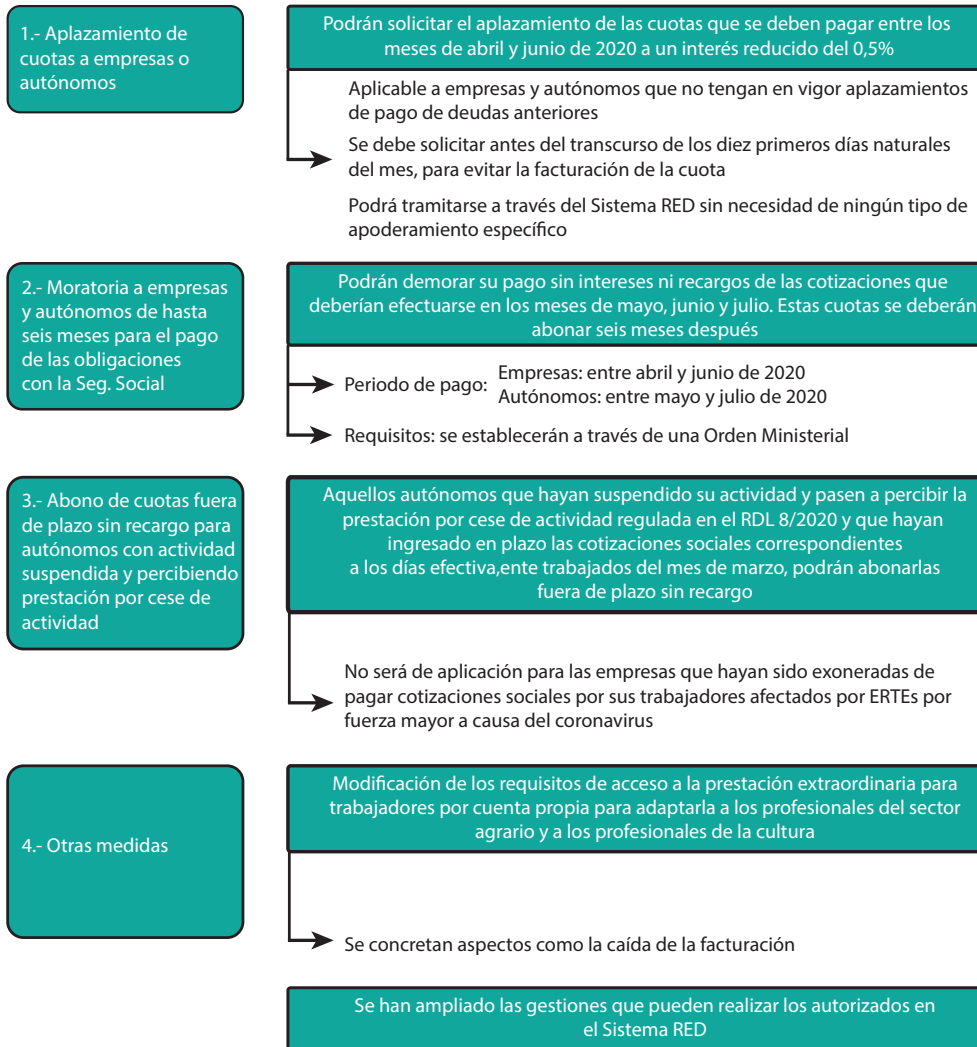 1.- Aplazamiento de
cuotas a empresas o
autónomos
Podrán solicitar el aplazamiento de las cuotas que se deben pagar entre los
meses de abril y junio de 2020 a un interés reducido del 0,5%
Aplicable a empresas y autónomos que no tengan en vigor aplazamientos
de pago de deudas anteriores
Se debe solicitar antes del transcurso de los diez primeros días naturales
del mes, para evitar la facturación de la cuota
Podrá tramitarse a través del Sistema RED sin necesidad de ningún tipo de
apoderamiento específico
2.- Moratoria a empresas
y autónomos de hasta
seis meses para el pago
de las obligaciones
con la Seg. Social
Podrán demorar su pago sin intereses ni recargos de las cotizaciones que
deberían efectuarse en los meses de mayo, junio y julio. Estas cuotas se deberán
abonar seis meses después
Periodo de pago:
Empresas: entre abril y junio de 2020
Autónomos: entre mayo y julio de 2020
Requisitos: se establecerán a través de una Orden Ministerial
3.- Abono de cuotas fuera
de plazo sin recargo para
autónomos con actividad
suspendida y percibiendo
prestación por cese de
actividad
Aquellos autónomos que hayan suspendido su actividad y pasen a percibir la
prestación por cese de actividad regulada en el RDL 8/2020 y que hayan
ingresado en plazo las cotizaciones sociales correspondientes
a los días efectiva,ente trabajados del mes de marzo, podrán abonarlas
fuera de plazo sin recargo
No será de aplicación para las empresas que hayan sido exoneradas de
pagar cotizaciones sociales por sus trabajadores afectados por ERTEs por
fuerza mayor a causa del coronavirus
4.- Otras medidas
Modificación de los requisitos de acceso a la prestación extraordinaria para
trabajadores por cuenta propia para adaptarla a los profesionales del sector
agrario y a los profesionales de la cultura
Se concretan aspectos como la caída de la facturación
Se han ampliado las gestiones que pueden realizar los autorizados en
el Sistema RED